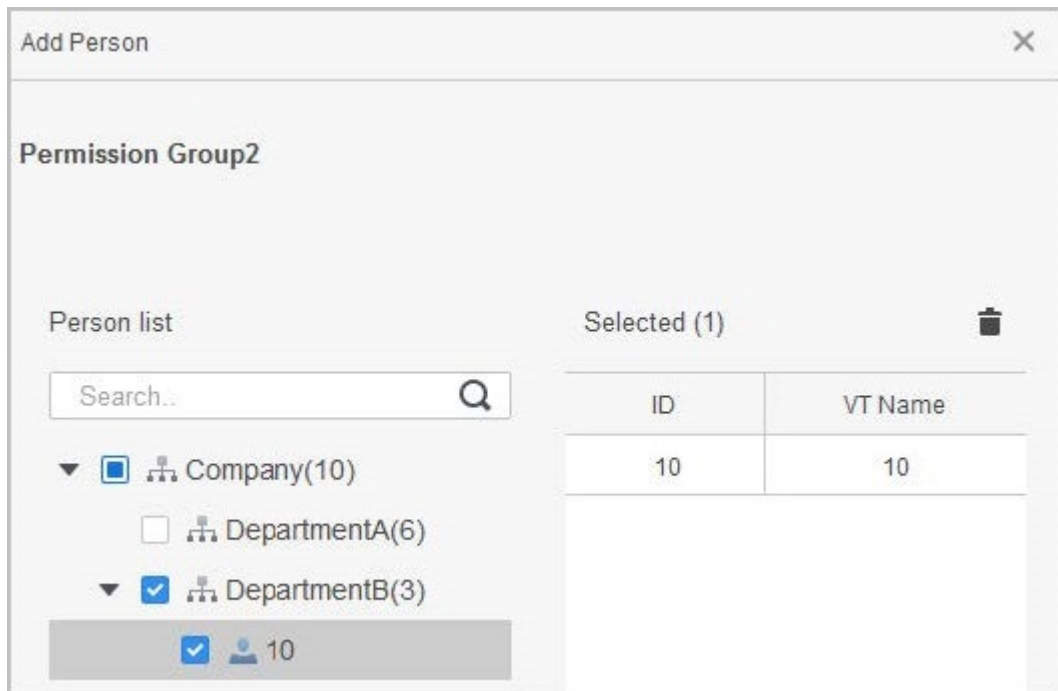 Add Person
Permission Group2
Person list
Search..
Company(10)
DepartmentA(6)
DepartmentB(3)
10
Selected (1)
ID VT Name
10 10